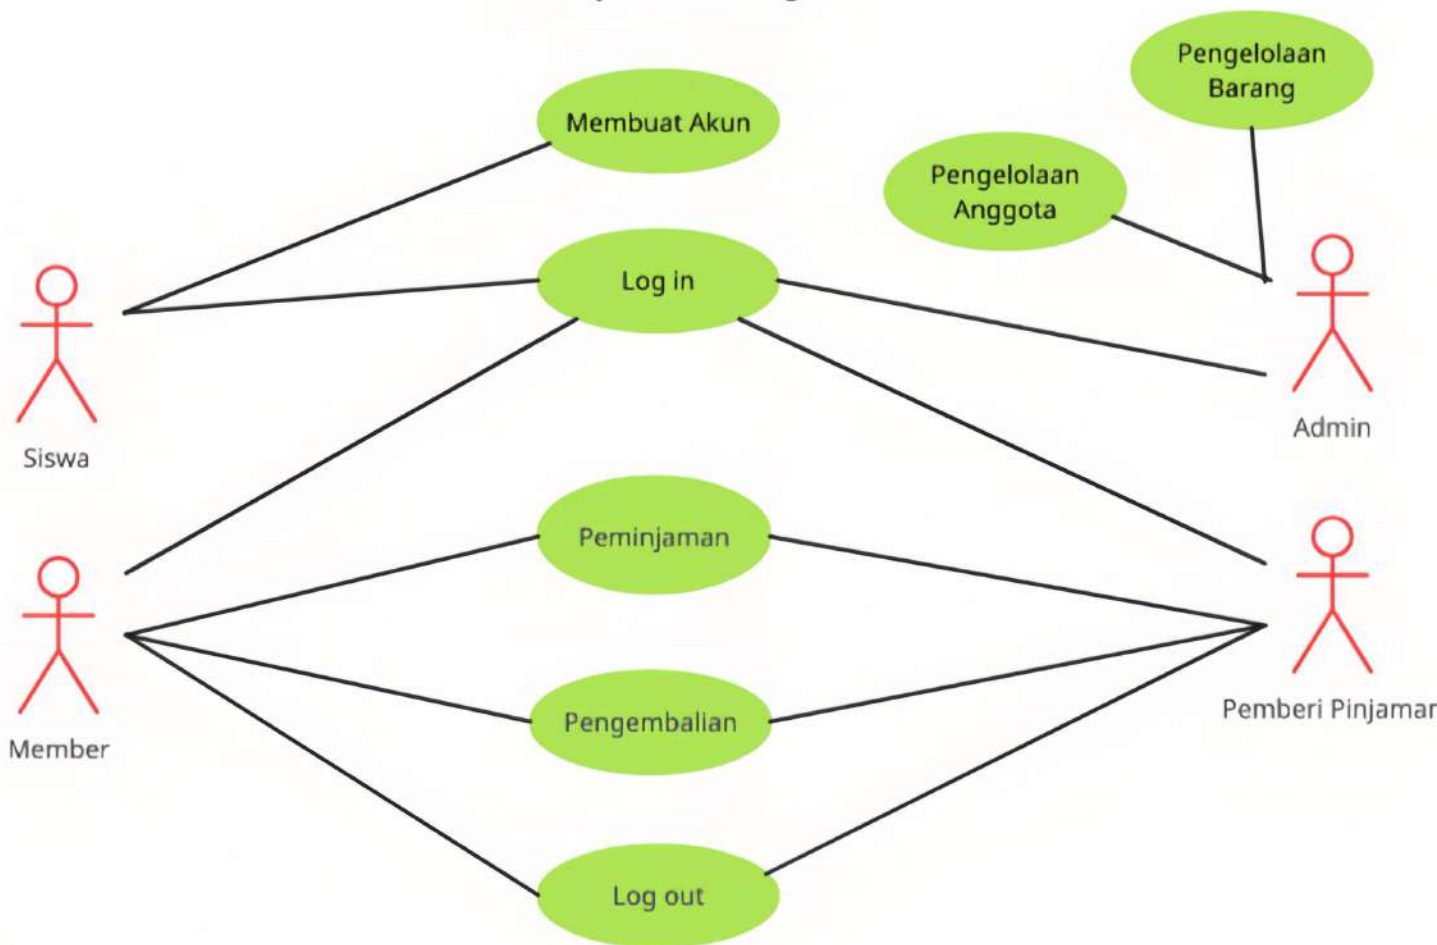 Pengelolaan
Barang
Membuat Akun
Pengelolaan
Anggota
Log in
Siswa
Admin
Peminjaman
Member
Pengembalian
Pemberi Pinjaman
Log out